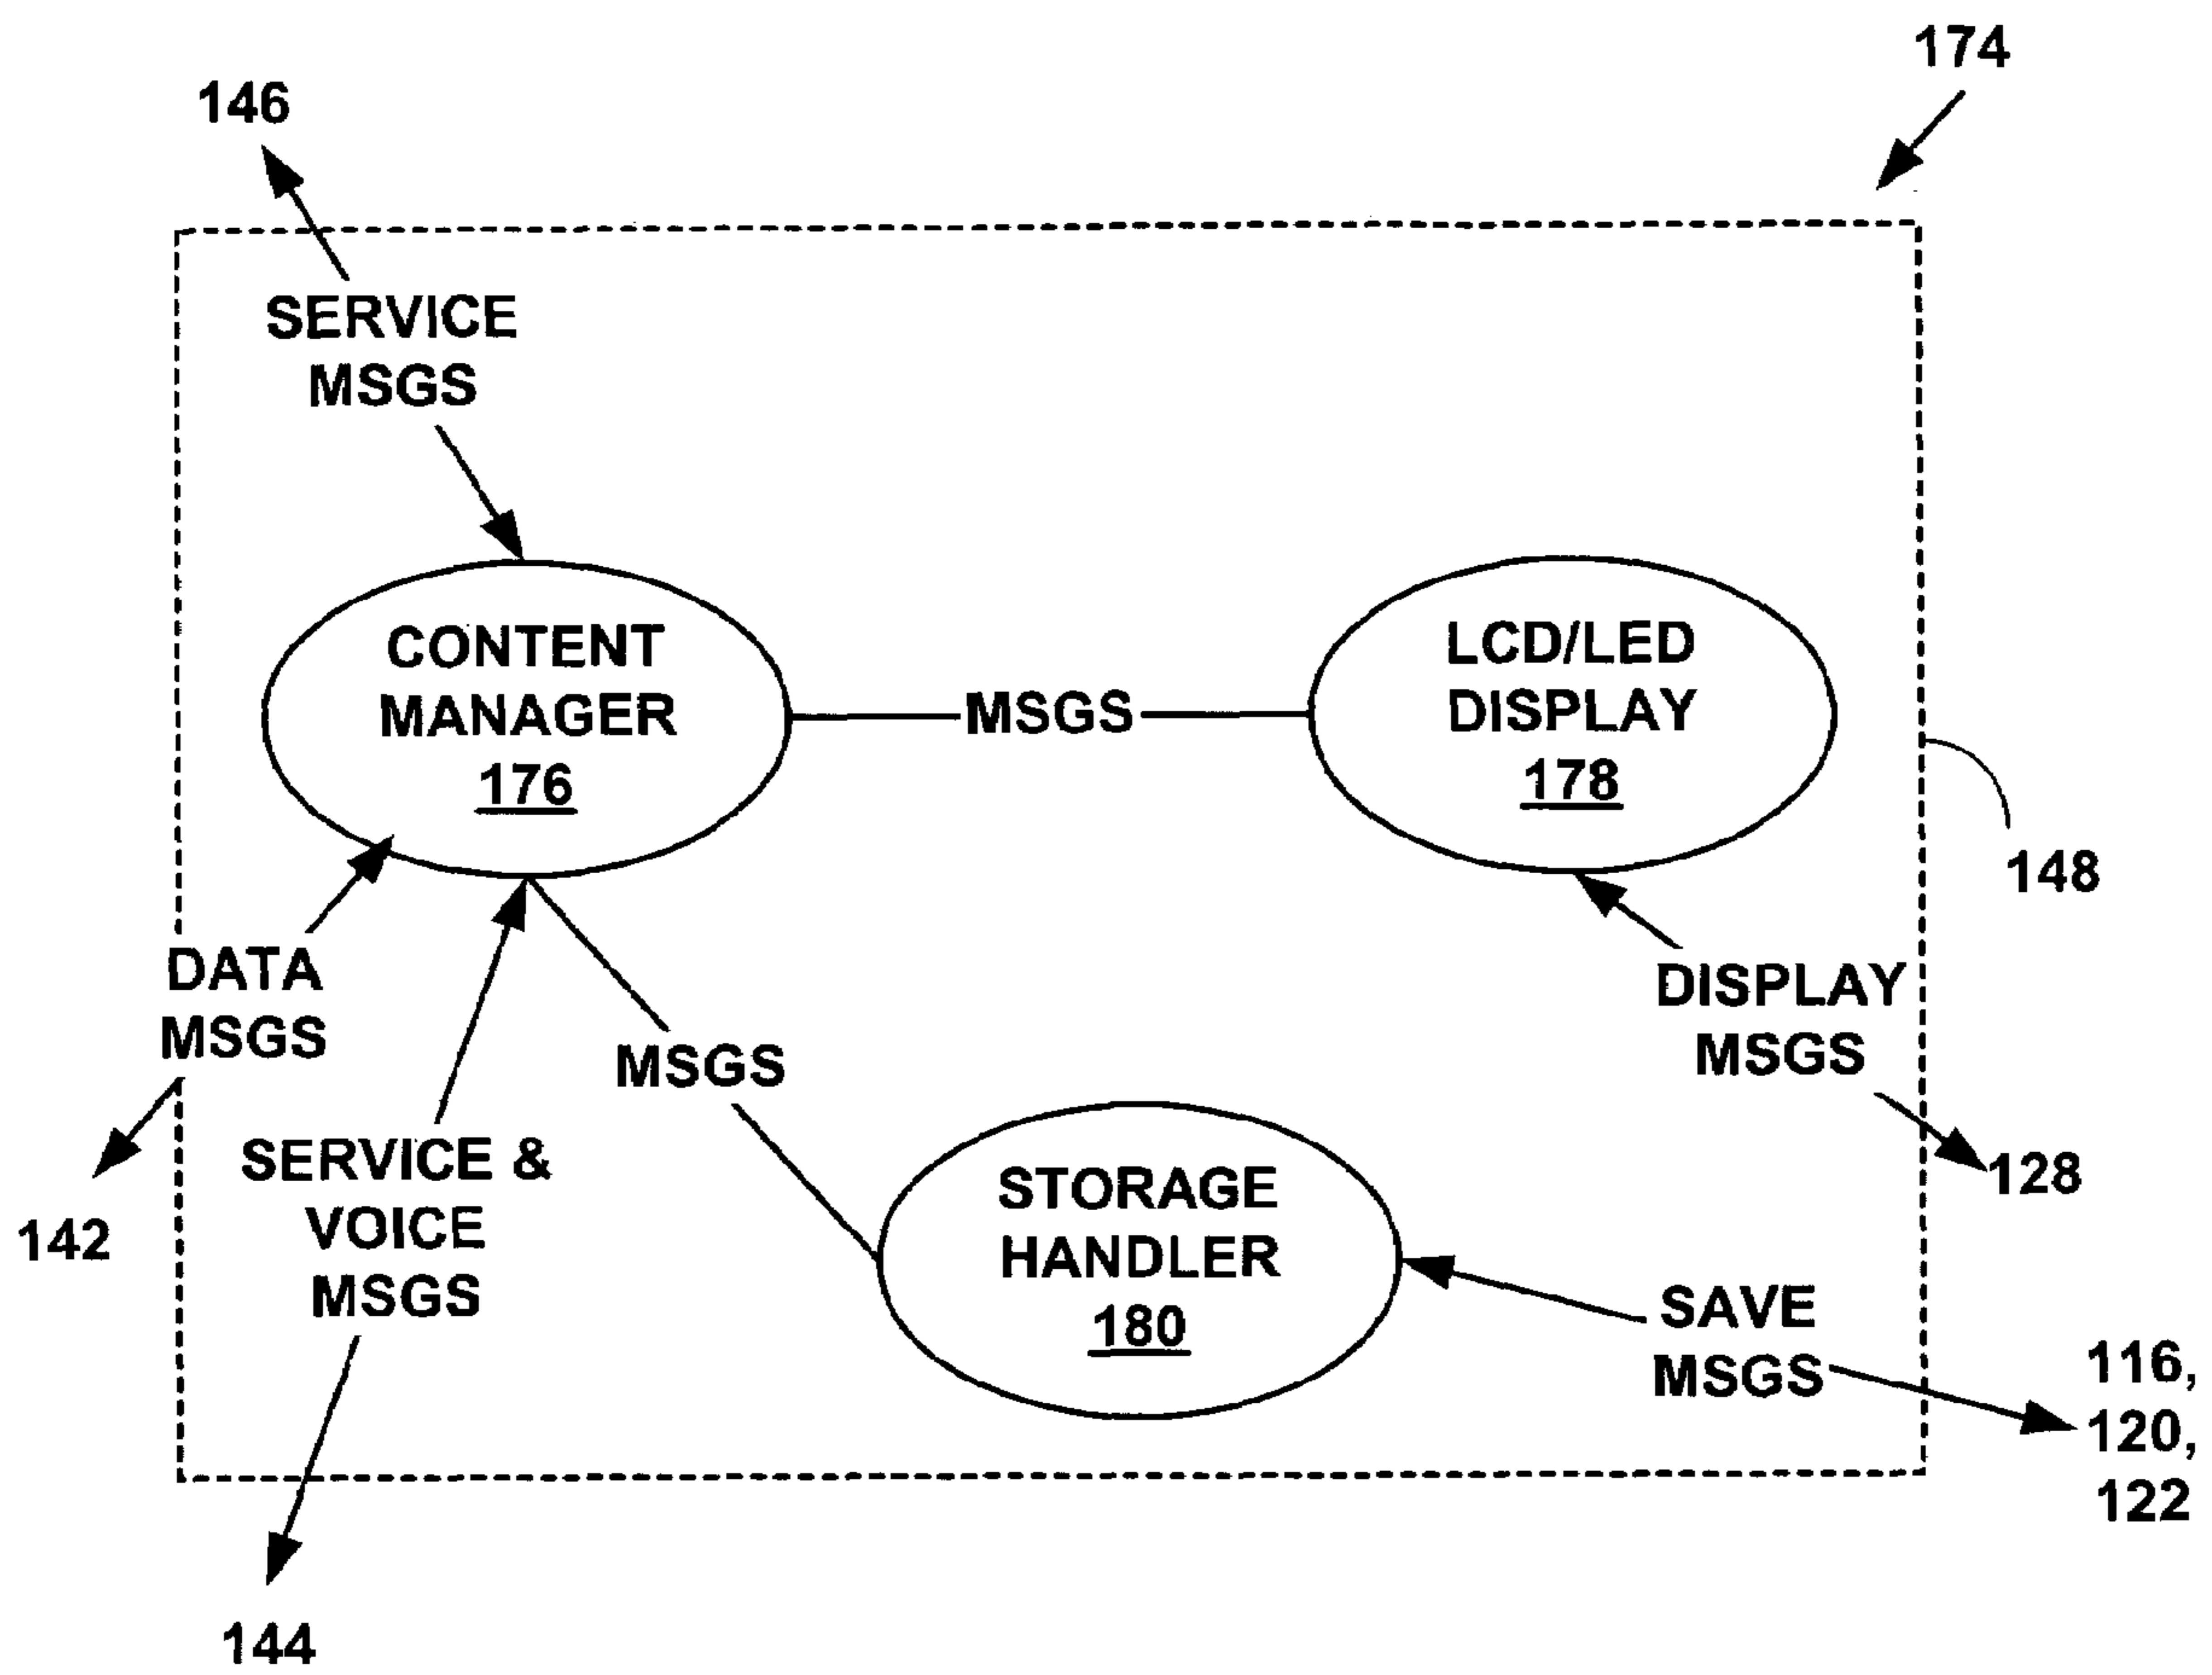 174
146
SERVICE
MSGS
CONTENT
MANAGER
176
MSGS
LCD/LED
DISPLAY
178
148
DATA
MSGS
142
SERVICE &
VOICE
MSGS
144
MSGS
STORAGE
HANDLER
180
DISPLAY
MSGS
128
SAVE
MSGS
116,
120,
122